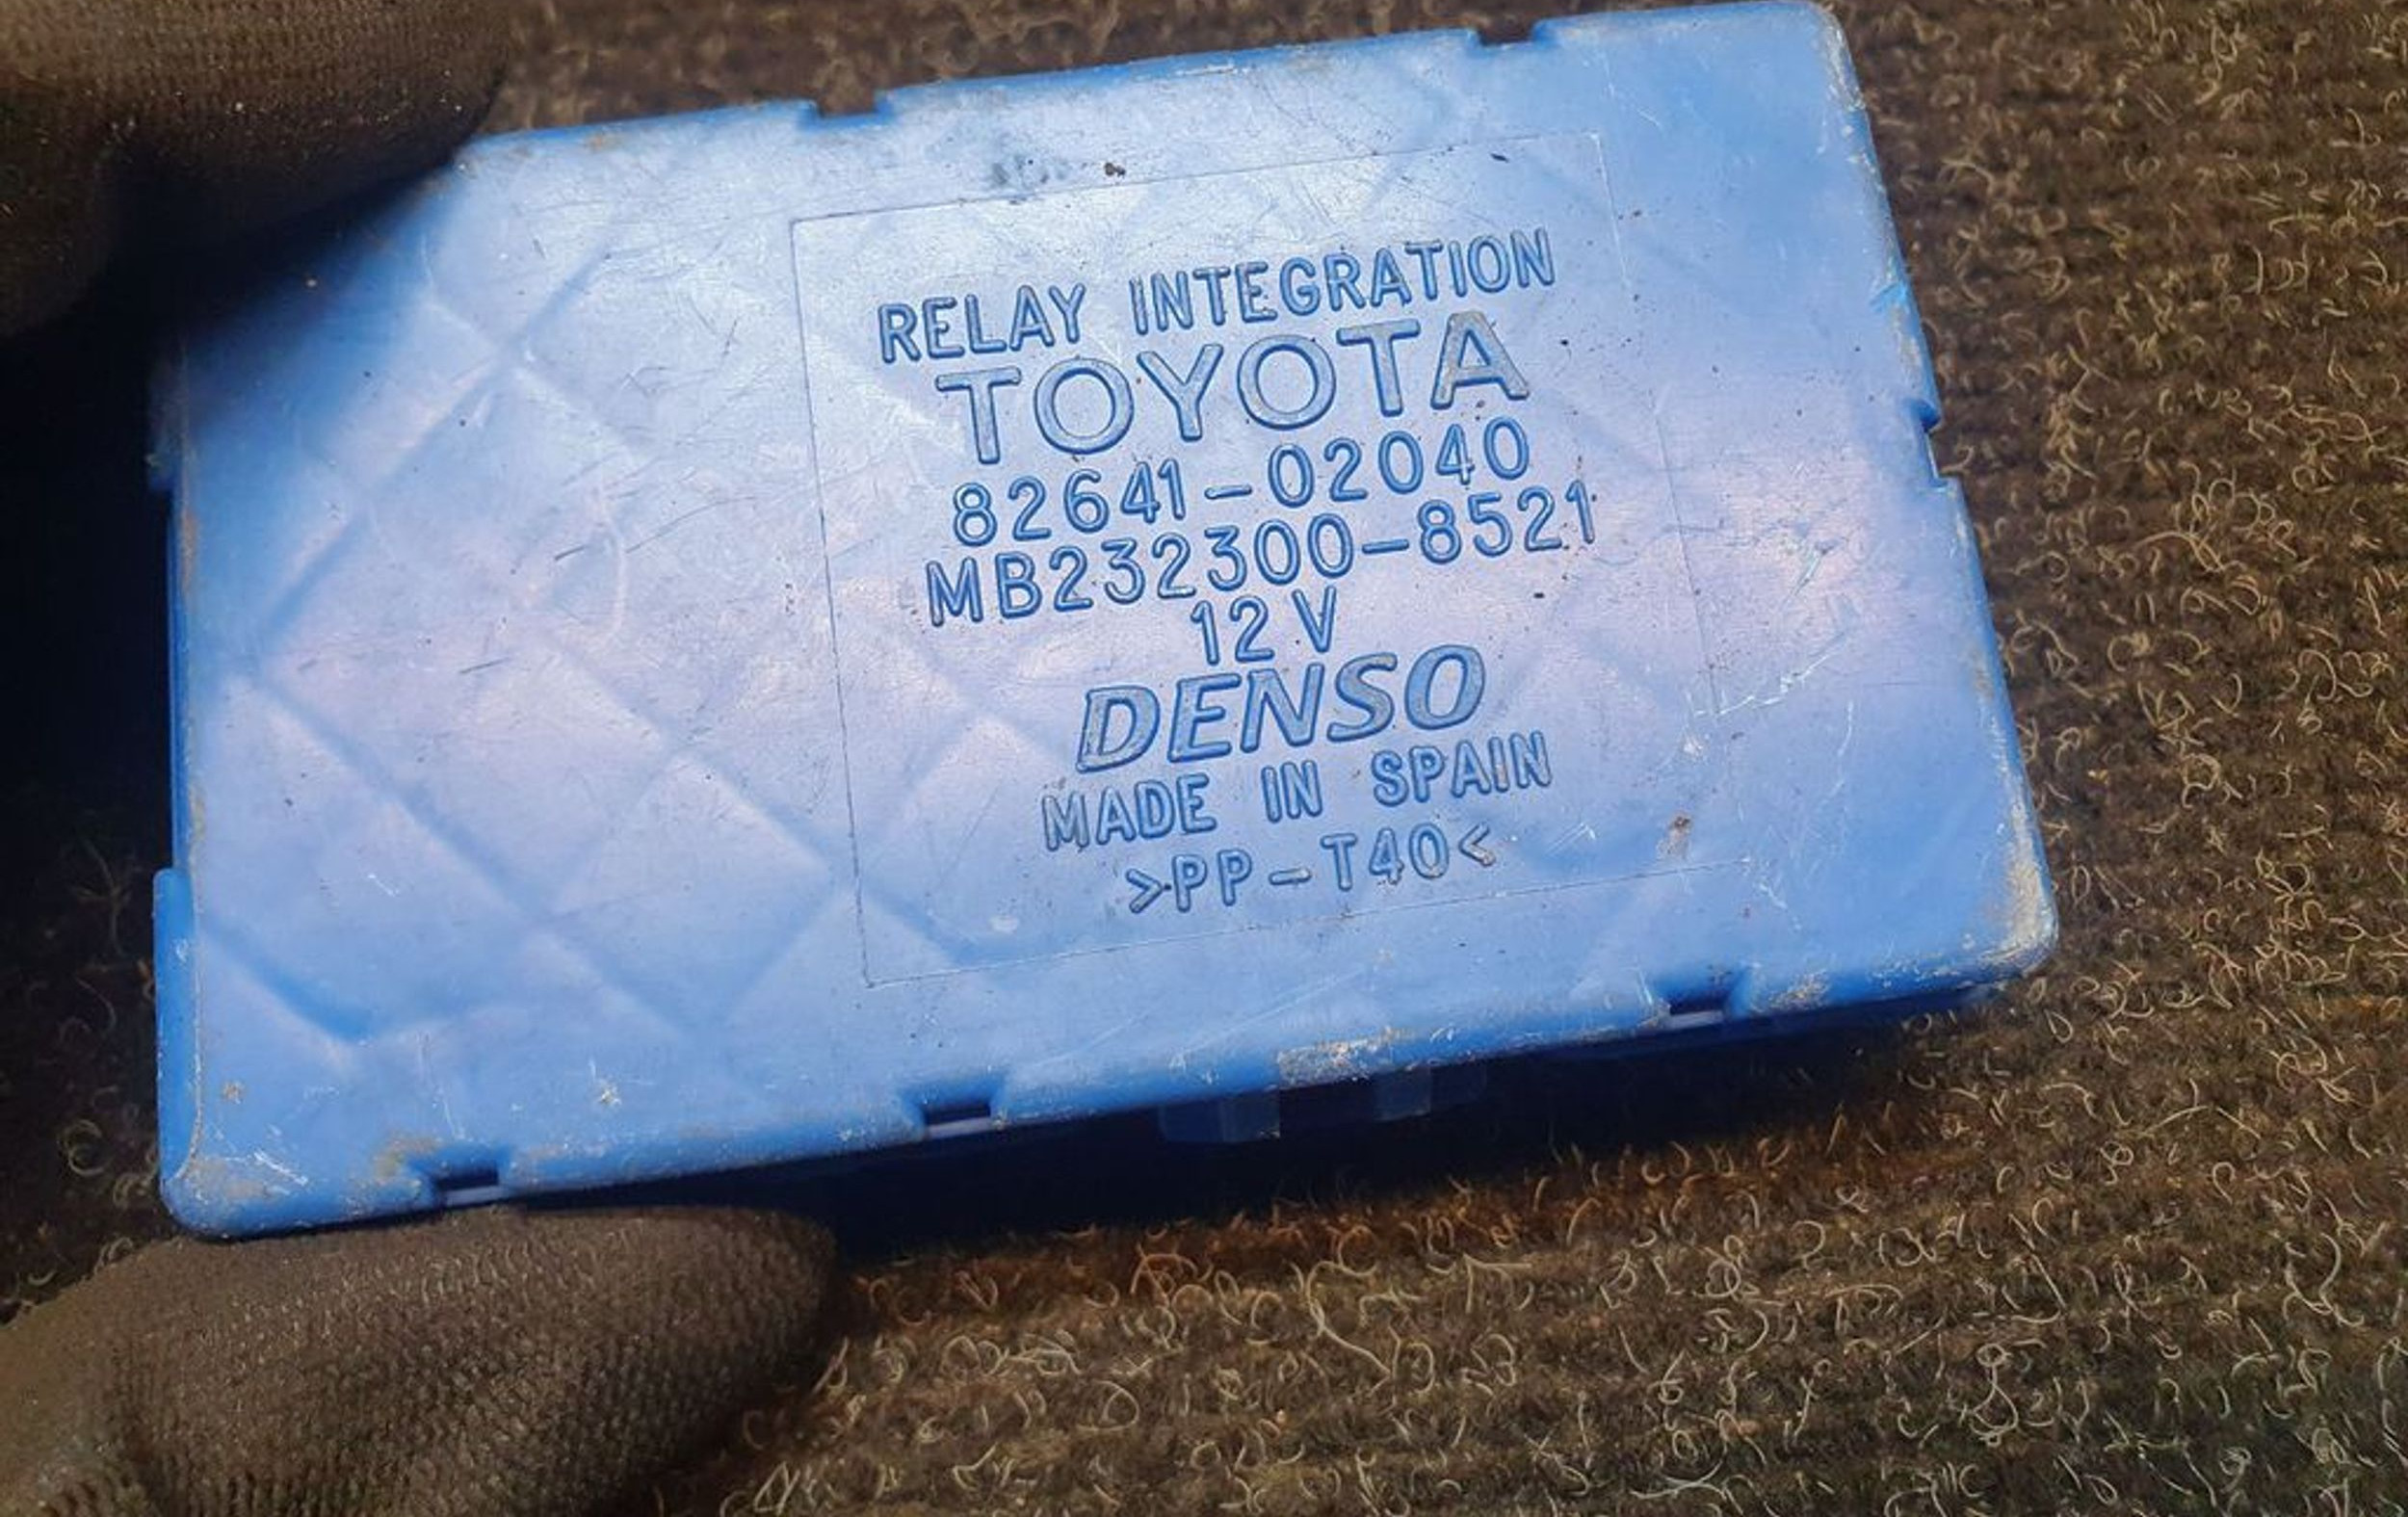 RELAY INTEGRATION
TOYOTA
82641-02040
MB232300-8521
12V
DENSO
MADE IN SPAIN
>PP-T40<